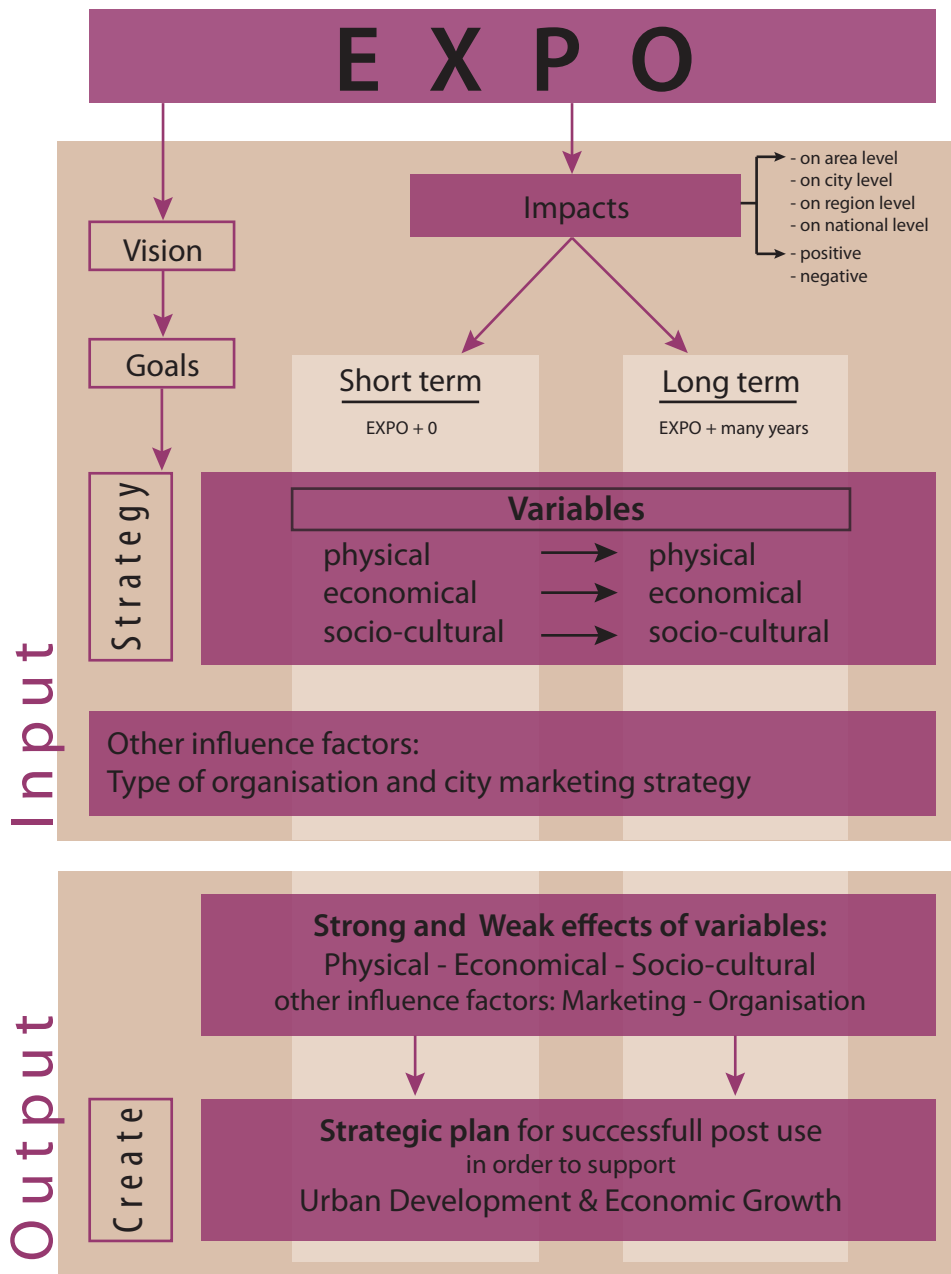 EXPO
Impacts
- on area level
- on city level
- on region level
- on national level
- positive
- negative
Vision
Goals
Short term
EXPO + 0
Long term
EXPO + many years
Strategy
Variables
physical physical
economical economical
socio-cultural socio-cultural
Input
Other influence factors:
Type of organisation and city marketing strategy
Strong and Weak effects of variables:
Physical - Economical - Socio-cultural
other influence factors: Marketing - Organisation
Output
Create
Strategic plan for successfull post use
in order to support
Urban Development & Economic Growth